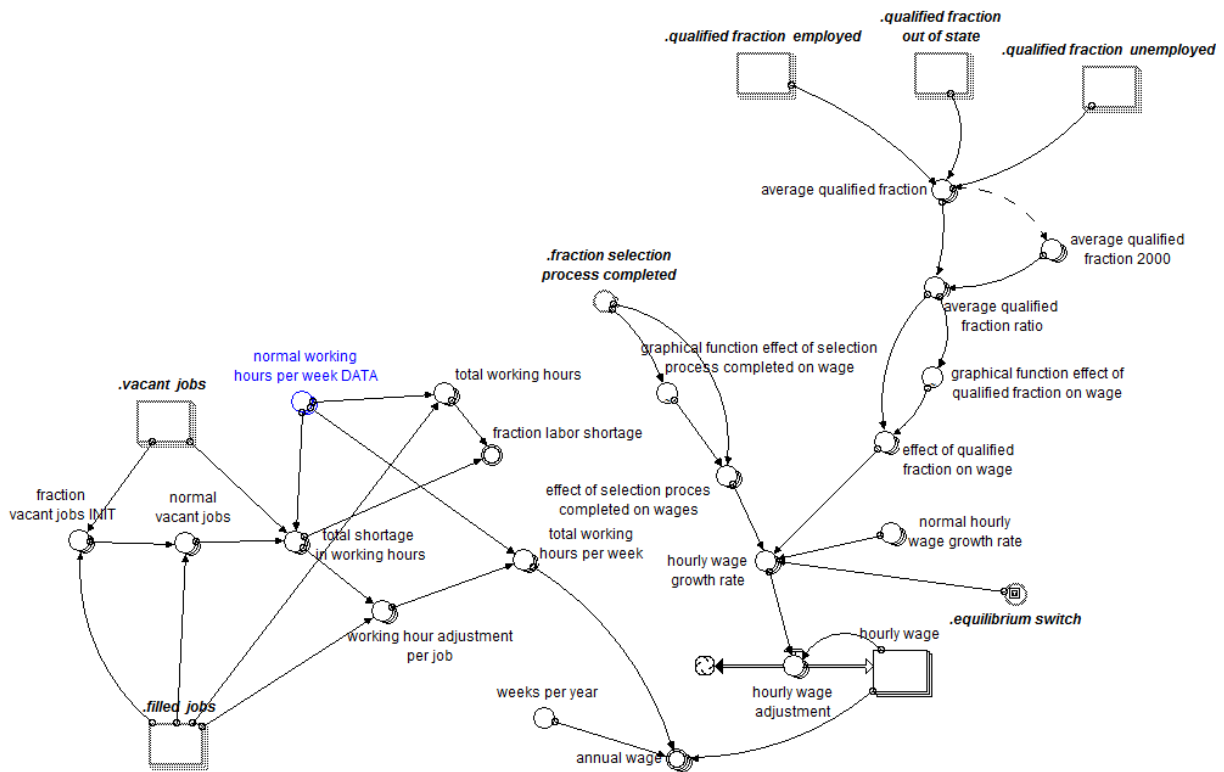 .qualified fraction
out of state
.qualified fraction employed
.qualified fraction unemployed
average qualified fraction
average qualified
fraction 2000
.fraction selection
process completed
average qualified
fraction ratio
graphical function effect of selection
process completed on wage
normal working
hours per week DATA
total working hours
graphical function effect of
qualified fraction on wage
.vacant jobs
fraction labor shortage
effect of qualified
fraction on wage
fraction
vacant jobs INIT
normal
vacant jobs
effect of selection proces
completed on wages
total shortage
in working hours
total working
hours per week
normal hourly
wage growth rate
hourly wage
growth rate
.equilibrium switch
working hour adjustment
per job
hourly wage
hourly wage
adjustment
weeks per year
.filled jobs
annual wage